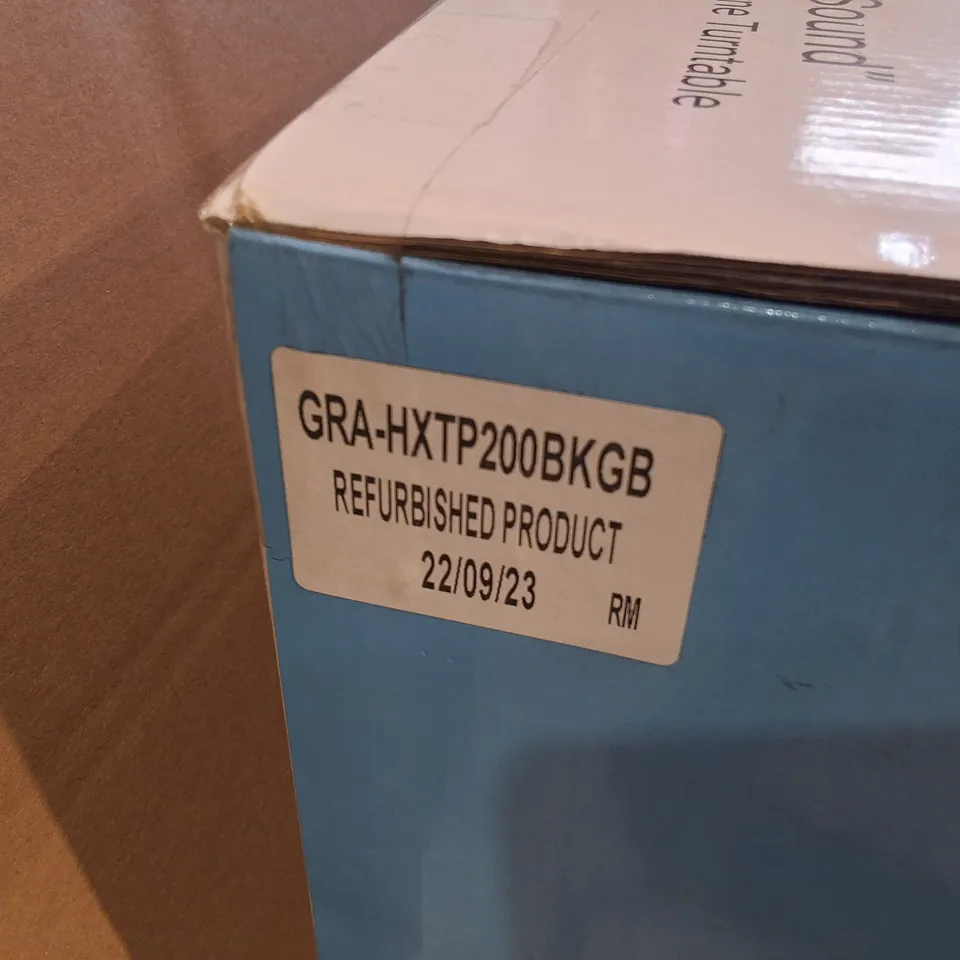 Sound"
Turntable
GRA-HXTP200BKGB
REFURBISHED PRODUCT
22/09/23
RM